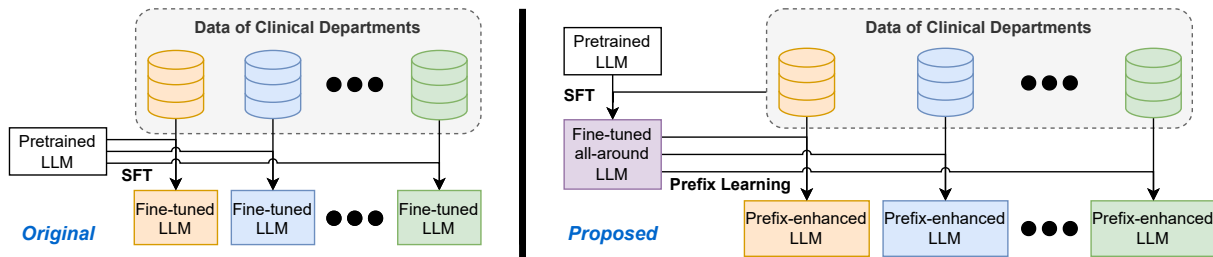 Data of Clinical Departments
Pretrained
LLM
SFT
Fine-tuned
LLM
Fine-tuned
LLM
Fine-tuned
LLM
Original
Data of Clinical Departments
Pretrained
LLM
SFT
Fine-tuned
all-around
LLM
Prefix Learning
Prefix-enhanced
LLM
Prefix-enhanced
LLM
Prefix-enhanced
LLM
Proposed